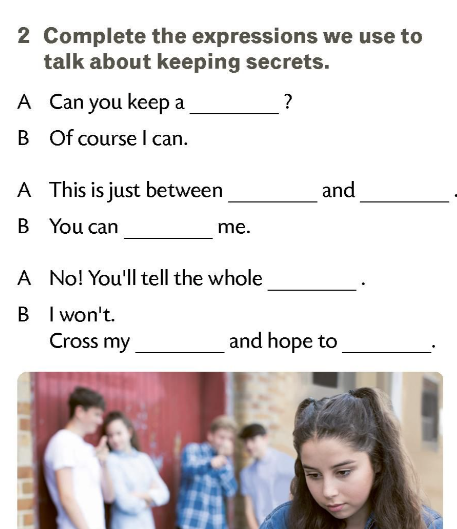 2 Complete the expressions we use to
talk about keeping secrets.
A Can you keep a ________ ?
B Of course I can.
A This is just between ________ and ________ .
B You can ________ me.
A No! You'll tell the whole ________ .
B I won't.
Cross my ________ and hope to ________.